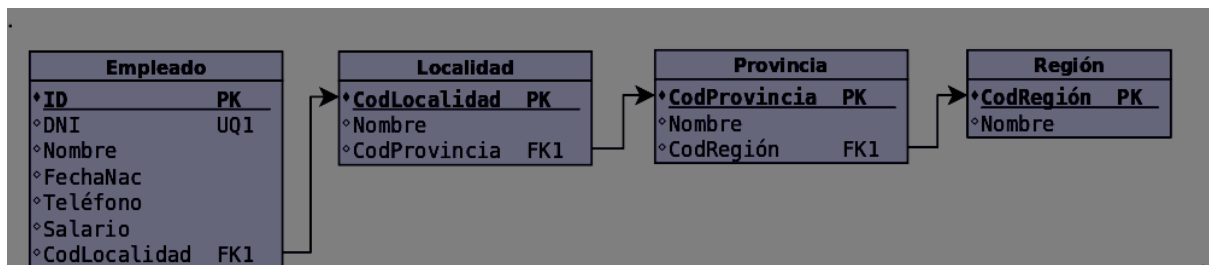 Empleado
ID PK
DNI UQ1
Nombre
FechaNac
Teléfono
Salario
CodLocalidad FK1
Localidad
CodLocalidad PK
Nombre
CodProvincia FK1
Provincia
CodProvincia PK
Nombre
CodRegión FK1
Región
CodRegión PK
Nombre